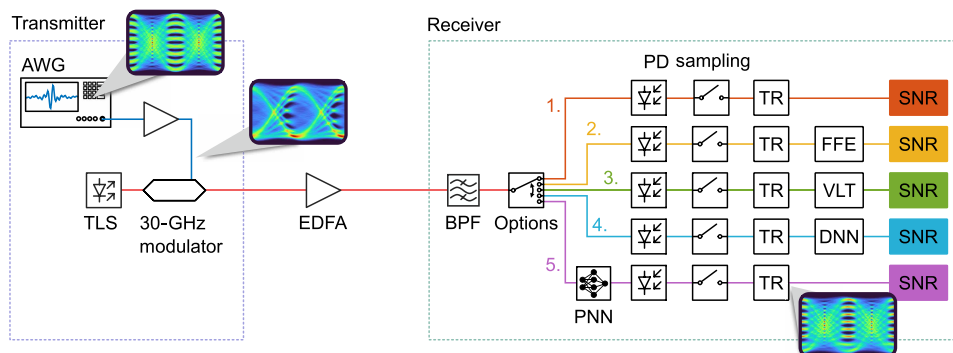 Transmitter
AWG
TLS
30-GHz
modulator
EDFA
Receiver
BPF
Options
PD sampling
1.
TR
SNR
2.
TR
FFE
SNR
3.
TR
VLT
SNR
4.
TR
DNN
SNR
5.
PNN
TR
SNR